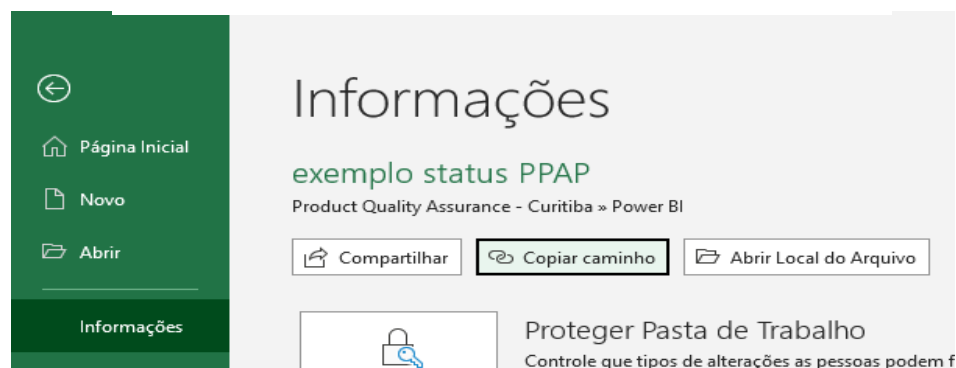 Informações
Página Inicial
exemplo status PPAP
Novo
Product Quality Assurance - Curitiba » Power BI
Abrir
Compartilhar
Copiar caminho
Abrir Local do Arquivo
Informações
Proteger Pasta de Trabalho
Controle que tipos de alterações as pessoas podem f